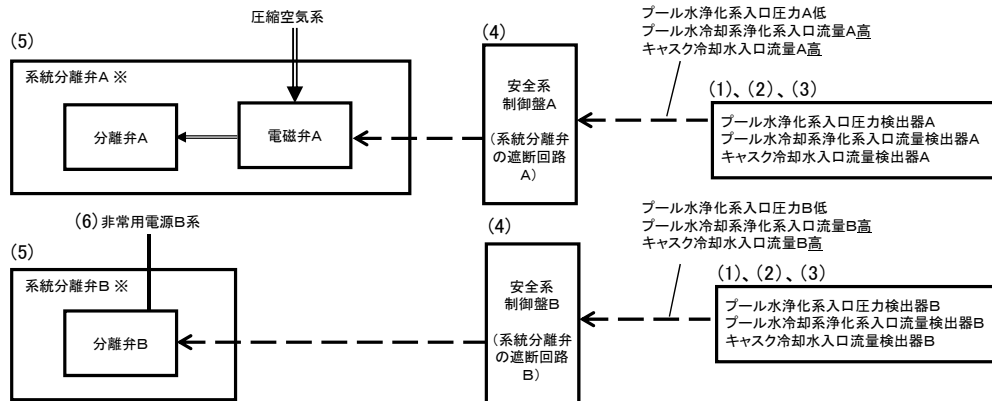 圧縮空気系
(5)
系統分離弁A ※
分離弁A
電磁弁A
(4)
安全系
制御盤A
(系統分離弁
の遮断回路
A)
プール水浄化系入口圧力A低
プール水冷却系浄化系入口流量A高
キャスク冷却水入口流量A高
(1)、(2)、(3)
プール水浄化系入口圧力検出器A
プール水冷却系浄化系入口流量検出器A
キャスク冷却水入口流量検出器A
(6)非常用電源B系
(5)
系統分離弁B ※
分離弁B
(4)
安全系
制御盤B
(系統分離弁
の遮断回路
B)
プール水浄化系入口圧力B低
プール水冷却系浄化系入口流量B高
キャスク冷却水入口流量B高
(1)、(2)、(3)
プール水浄化系入口圧力検出器B
プール水冷却系浄化系入口流量検出器B
キャスク冷却水入口流量検出器B